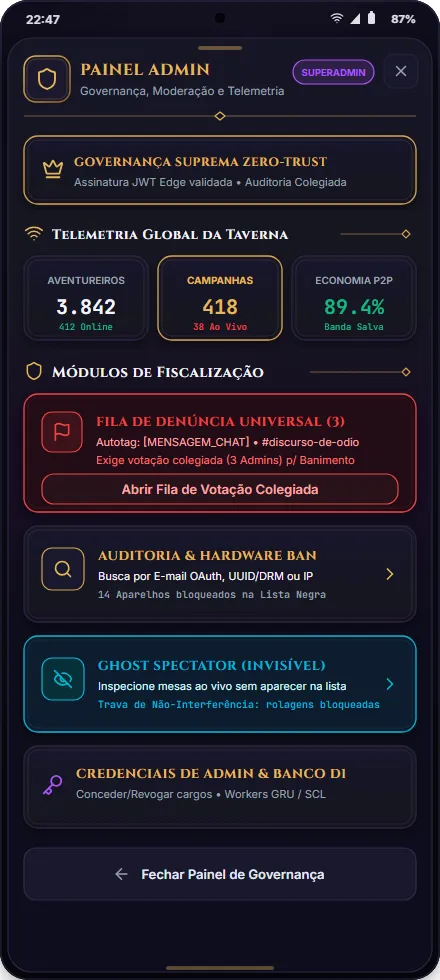 22:47
87%
PAINEL ADMIN
SUPERADMIN
Governança, Moderação e Telemetria
GOVERNANÇA SUPREMA ZERO-TRUST
Assinatura JWT Edge validada • Auditoria Colegiada
Telemetria Global da Taverna
AVENTUREIROS
3.842
412 Online
CAMPANHAS
418
38 Ao Vivo
ECONOMIA P2P
89.4%
Banda Salva
Módulos de Fiscalização
FILA DE DENÚNCIA UNIVERSAL (3)
Autotag: [MENSAGEM_CHAT] • #discurso-de-odio
Exige votação colegiada (3 Admins) p/ Banimento
Abrir Fila de Votação Colegiada
AUDITORIA & HARDWARE BAN
Busca por E-mail OAuth, UUID/DRM ou IP
14 Aparelhos bloqueados na Lista Negra
GHOST SPECTATOR (INVISÍVEL)
Inspecione mesas ao vivo sem aparecer na lista
Trava de Não-Interferência: rolagens bloqueadas
CREDENCIAIS DE ADMIN & BANCO D1
Conceder/Revogar cargos • Workers GRU / SCL
Fechar Painel de Governança